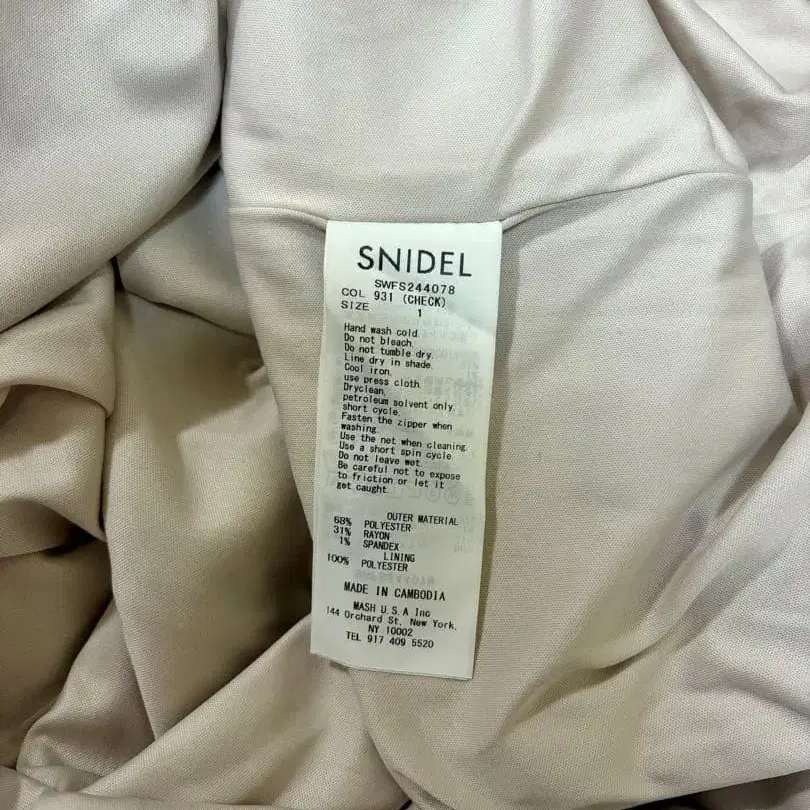 SNIDEL
SWFS244078
COL 931 (CHECK)
SIZE 1
Hand wash cold.
Do not bleach.
Do not tumble dry.
Line dry in shade.
Cool iron.
use press cloth.
Dryclean,
petroleum solvent only.
short cycle.
Fasten the zipper when
washing.
Use the net when cleaning.
Use a short spin cycle.
Do not leave wet.
Be careful not to expose
to friction or let it
get caught.
OUTER MATERIAL
68% POLYESTER
31% RAYON
1% SPANDEX
LINING
100% POLYESTER
MADE IN CAMBODIA
MASH U.S.A Inc
144 Orchard St, New York,
NY 10002
TEL 917 409 5520